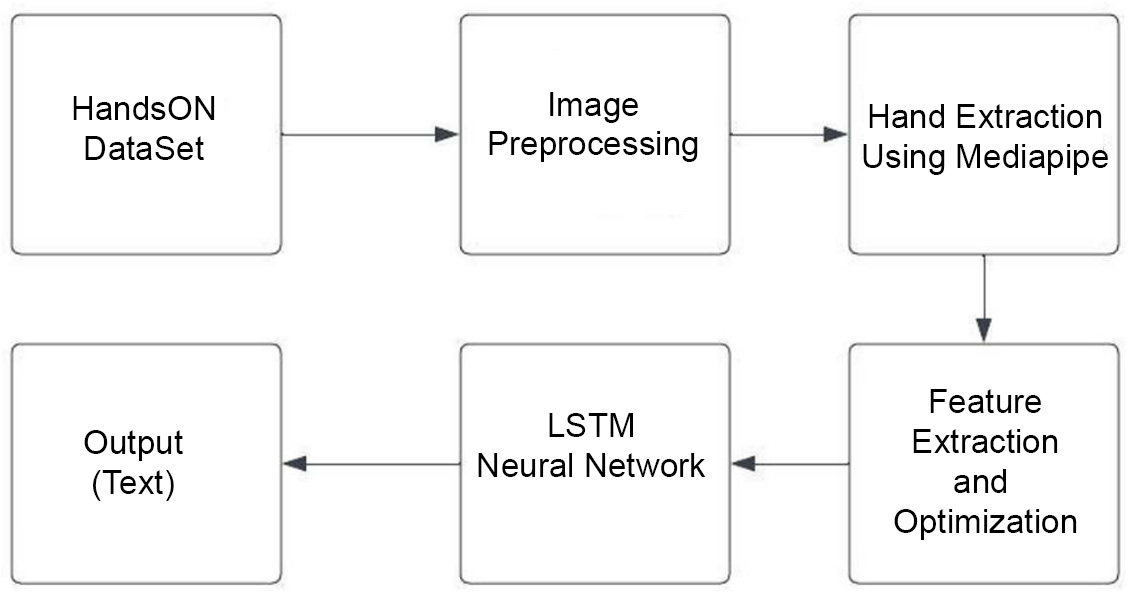 HandsON
DataSet
Image
Preprocessing
Hand Extraction
Using Mediapipe
Feature
Extraction
and
Optimization
LSTM
Neural Network
Output
(Text)